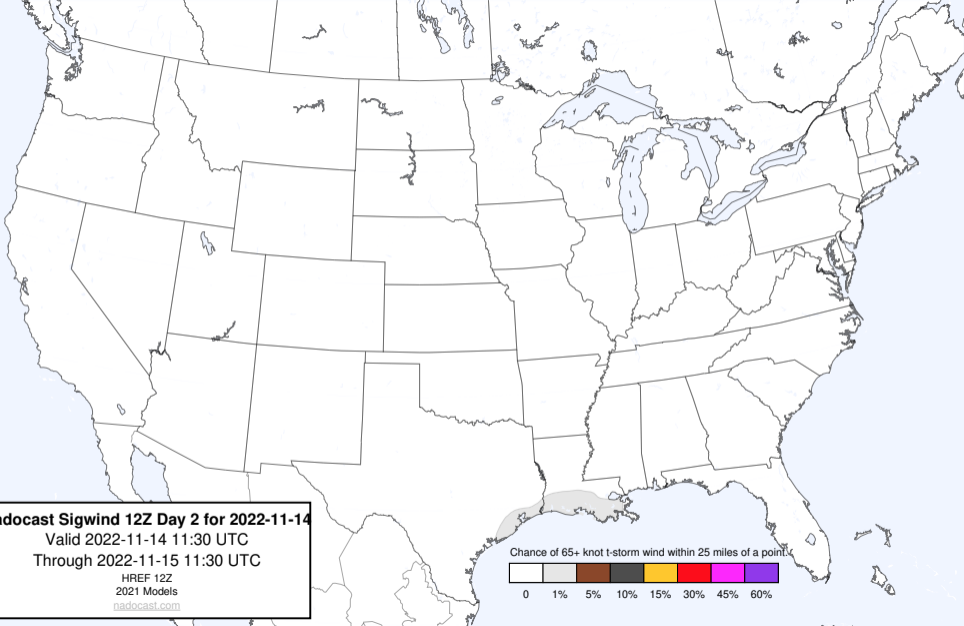 adocast Sigwind 12Z Day 2 for 2022-11-14
Valid 2022-11-14 11:30 UTC
Through 2022-11-15 11:30 UTC
HREF 12Z
2021 Models
nadocast.com
Chance of 65+ knot t-storm wind within 25 miles of a point.
0 1% 5% 10% 15% 30% 45% 60%